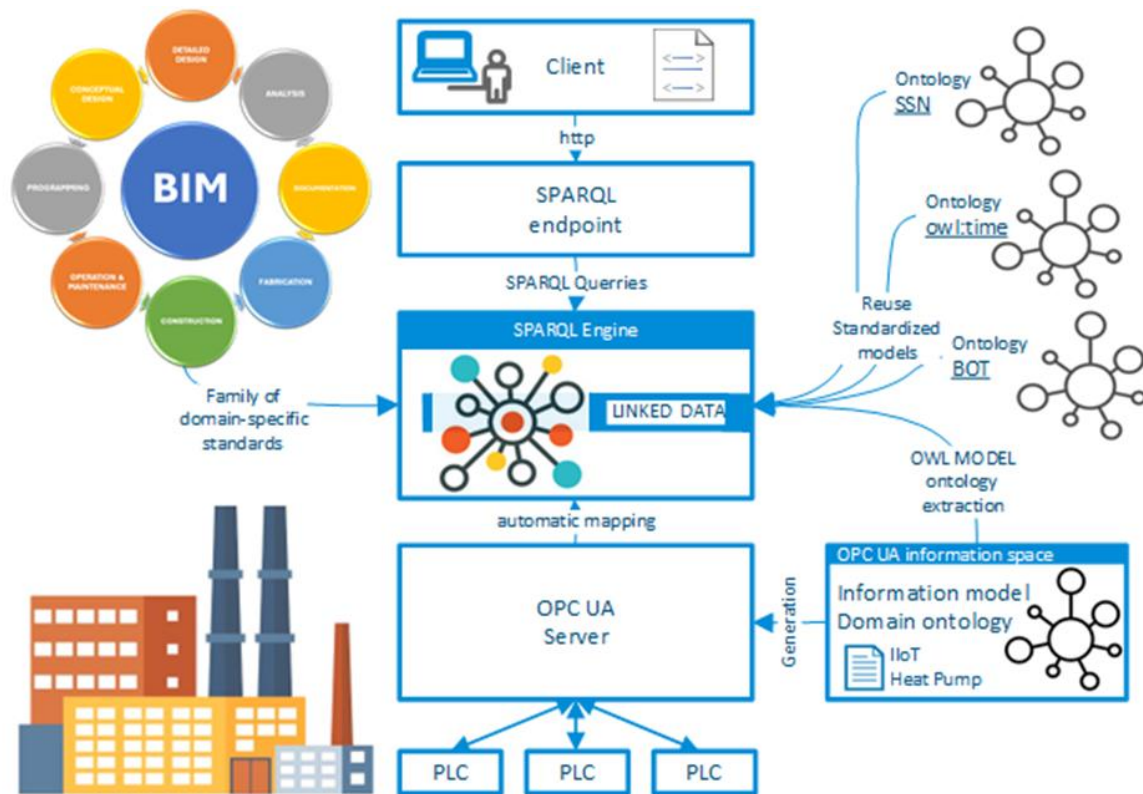 DETAILED
DESIGN
CONCEPTUAL
DESIGN
ANALYSIS
PROGRAMMING
BIM
DOCUMENTATION
OPERATION &
MAINTENANCE
FABRICATION
CONSTRUCTION
Family of
domain-specific
standards
Client
http
SPARQL
endpoint
SPARQL Querries
SPARQL Engine
LINKED DATA
automatic mapping
OPC UA
Server
PLC
PLC
PLC
Ontology
SSN
Ontology
owl:time
Reuse
Standardized
models
Ontology
BOT
OWL MODEL
ontology
extraction
OPC UA information space
Information model
Domain ontology
IIoT
Heat Pump
Generation